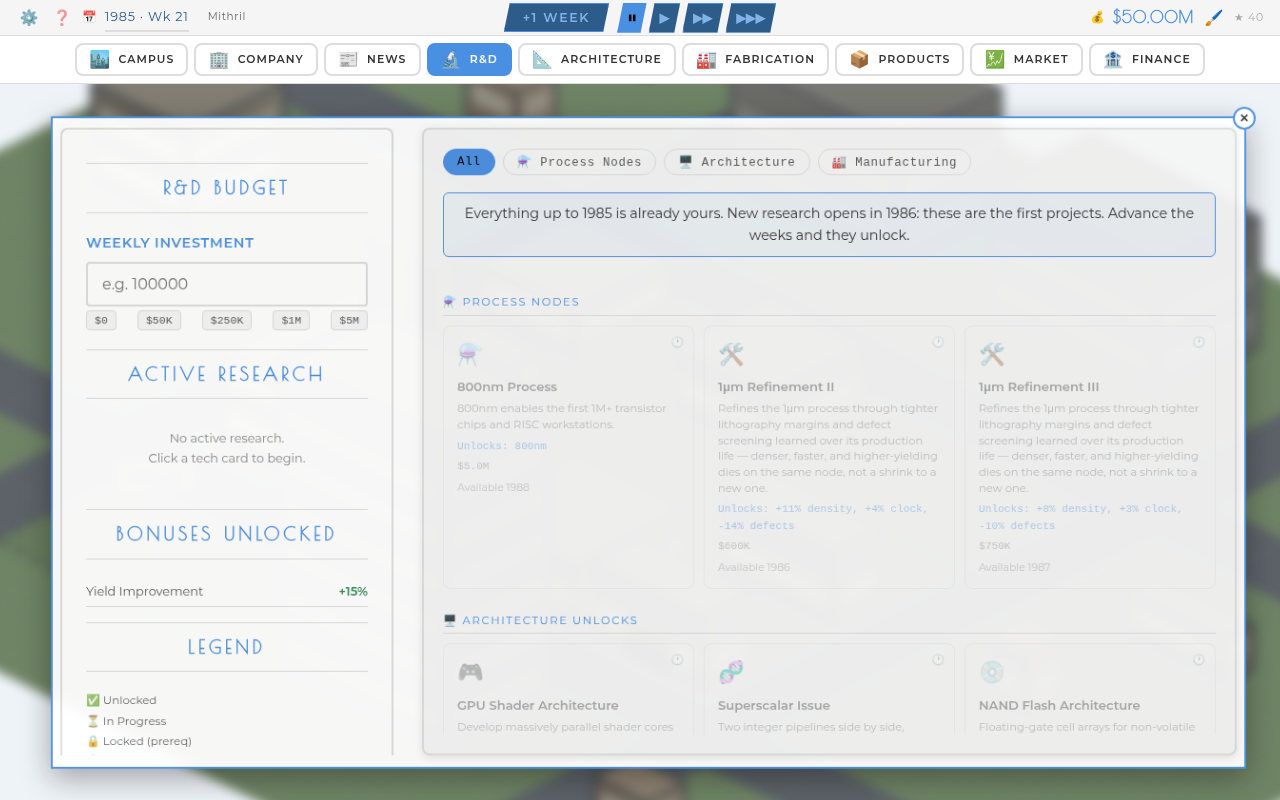 1985 · Wk 21
Mithril
+1 WEEK
$50.00M
★ 40
CAMPUS
COMPANY
NEWS
R&D
ARCHITECTURE
FABRICATION
PRODUCTS
MARKET
FINANCE
R&D BUDGET
WEEKLY INVESTMENT
e.g. 100000
$0
$50K
$250K
$1M
$5M
ACTIVE RESEARCH
No active research.
Click a tech card to begin.
BONUSES UNLOCKED
Yield Improvement +15%
LEGEND
✅ Unlocked
⏳ In Progress
🔒 Locked (prereq)
All
Process Nodes
Architecture
Manufacturing
Everything up to 1985 is already yours. New research opens in 1986: these are the first projects. Advance the
weeks and they unlock.
PROCESS NODES
800nm Process
800nm enables the first 1M+ transistor
chips and RISC workstations.
Unlocks: 800nm
$5.0M
Available 1988
1µm Refinement II
Refines the 1µm process through tighter
lithography margins and defect
screening learned over its production
life — denser, faster, and higher-yielding
dies on the same node, not a shrink to a
new one.
Unlocks: +11% density, +4% clock,
-14% defects
$600K
Available 1986
1µm Refinement III
Refines the 1µm process through tighter
lithography margins and defect
screening learned over its production
life — denser, faster, and higher-yielding
dies on the same node, not a shrink to a
new one.
Unlocks: +8% density, +3% clock,
-10% defects
$750K
Available 1987
ARCHITECTURE UNLOCKS
GPU Shader Architecture
Develop massively parallel shader cores
Superscalar Issue
Two integer pipelines side by side,
NAND Flash Architecture
Floating-gate cell arrays for non-volatile